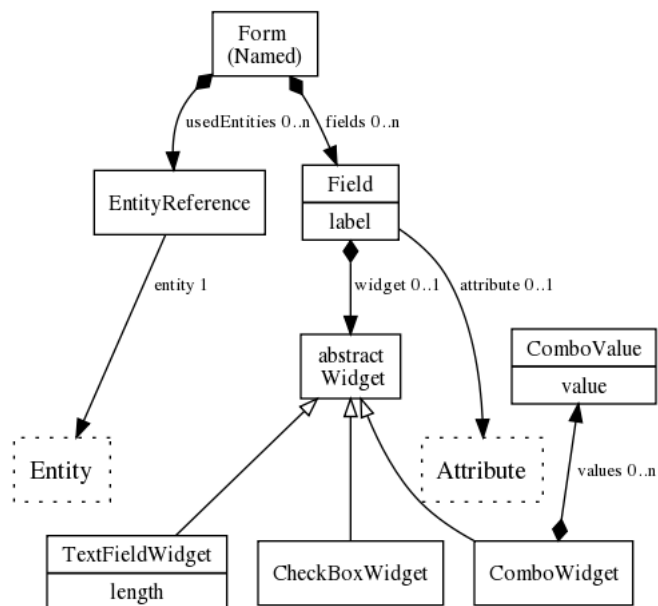 Form
(Named)
usedEntities 0..n
fields 0..n
EntityReference
Field
label
entity 1
widget 0..1
attribute 0..1
abstract
Widget
ComboValue
value
Entity
Attribute
values 0..n
TextFieldWidget
length
CheckBoxWidget
ComboWidget